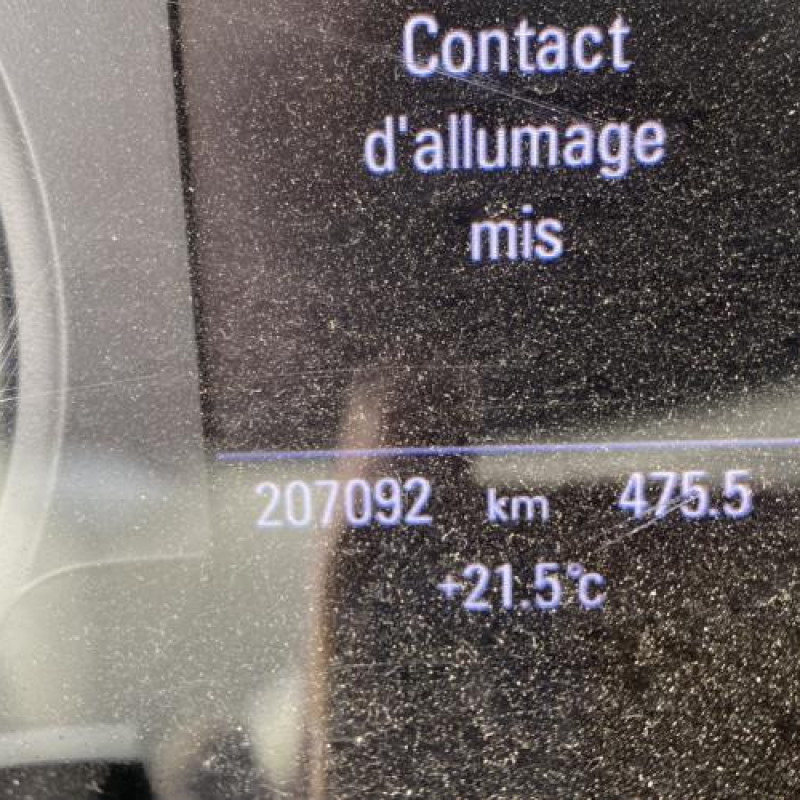 Contact
d'allumage
mis
207092 km 475.5
+21.5°c